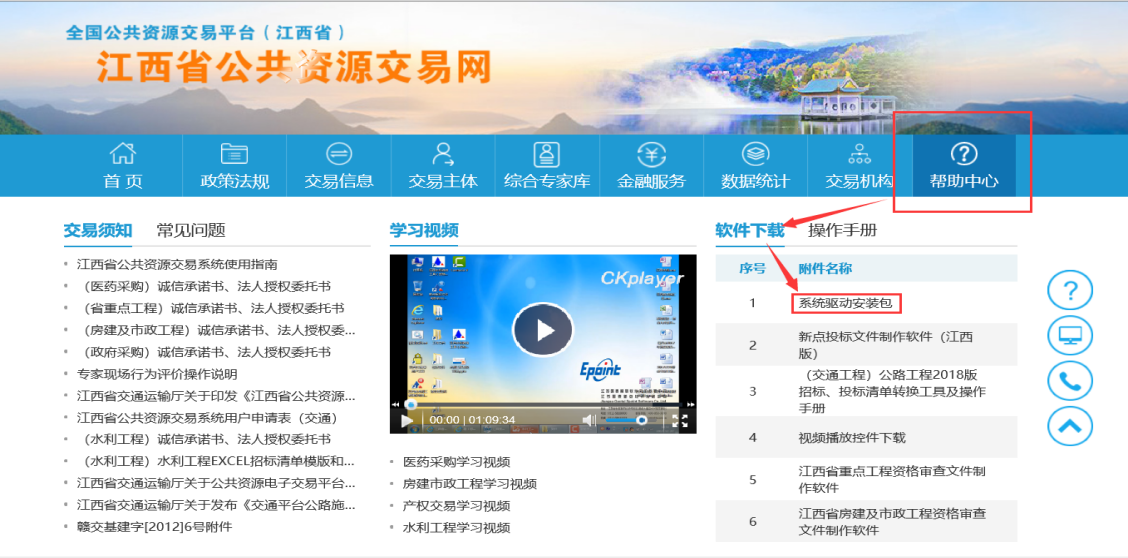 全国公共资源交易平台（江西省）
江西省公共资源交易网
首页
政策法规
交易信息
交易主体
综合专家库
金融服务
数据统计
交易机构
帮助中心
交易须知
常见问题
江西省公共资源交易系统使用指南
（医药采购）诚信承诺书、法人授权委托书
（省重点工程）诚信承诺书、法人授权委托书
（房建及市政工程）诚信承诺书、法人授权委...
（政府采购）诚信承诺书、法人授权委托书
专家现场行为评价操作说明
江西省交通运输厅关于印发《江西省公共资源...
江西省公共资源交易系统用户申请表（交通）
（水利工程）诚信承诺书、法人授权委托书
（水利工程）水利工程EXCEL招标清单模版和...
江西省交通运输厅关于公共资源电子交易平台...
江西省交通运输厅关于发布《交通平台公路施...
赣交基建字[2012]6号附件
学习视频
CKplayer
Epoint
00:00 | 01:09:34
医药采购学习视频
房建市政工程学习视频
产权交易学习视频
水利工程学习视频
软件下载
操作手册
序号 附件名称
1 系统驱动安装包
2 新点投标文件制作软件（江西
版）
3 （交通工程）公路工程2018版
招标、投标清单转换工具及操作
手册
4 视频播放控件下载
5 江西省重点工程资格审查文件制
作软件
6 江西省房建及市政工程资格审查
文件制作软件